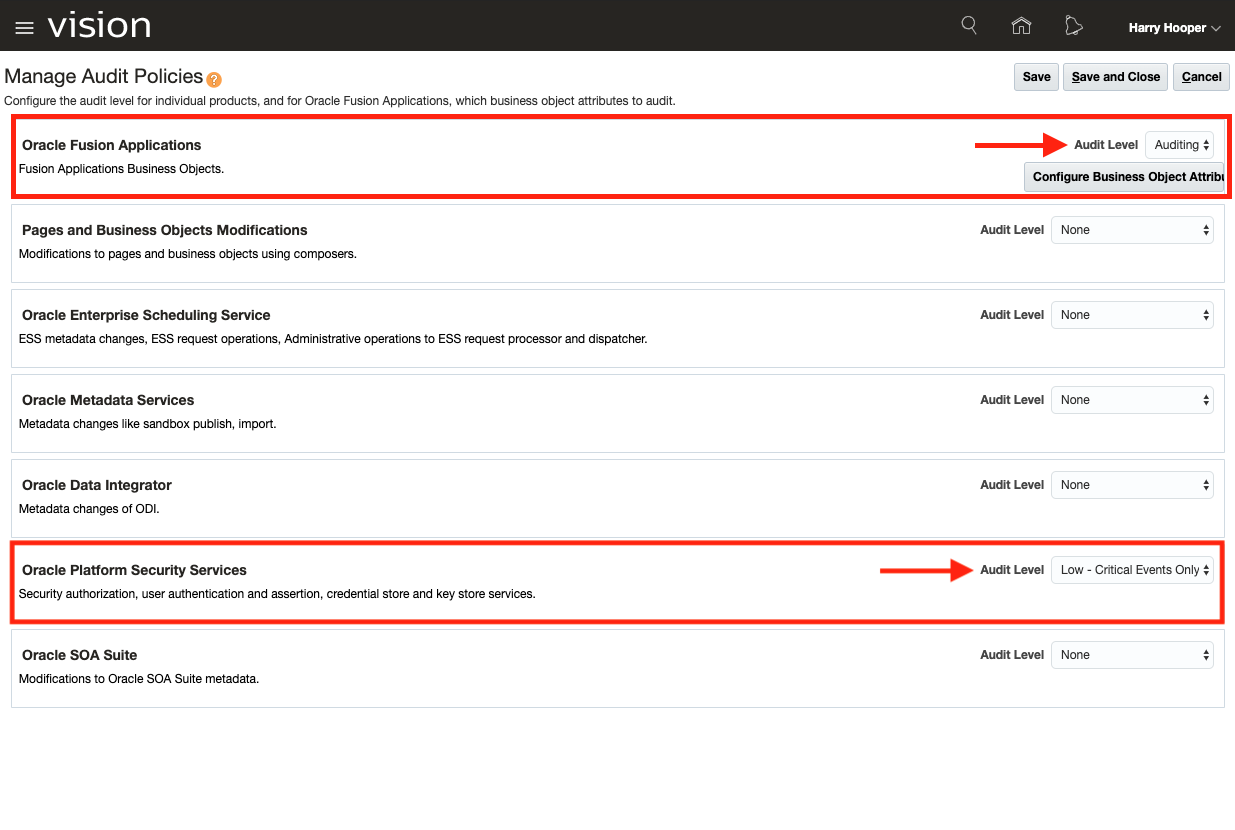 vision
Harry Hooper
Manage Audit Policies ?
Save
Save and Close
Cancel
Configure the audit level for individual products, and for Oracle Fusion Applications, which business object attributes to audit.
Oracle Fusion Applications
Audit Level Auditing
Fusion Applications Business Objects.
Configure Business Object Attribu
Pages and Business Objects Modifications
Audit Level None
Modifications to pages and business objects using composers.
Oracle Enterprise Scheduling Service
Audit Level None
ESS metadata changes, ESS request operations, Administrative operations to ESS request processor and dispatcher.
Oracle Metadata Services
Audit Level None
Metadata changes like sandbox publish, import.
Oracle Data Integrator
Audit Level None
Metadata changes of ODI.
Oracle Platform Security Services
Audit Level Low - Critical Events Only
Security authorization, user authentication and assertion, credential store and key store services.
Oracle SOA Suite
Audit Level None
Modifications to Oracle SOA Suite metadata.